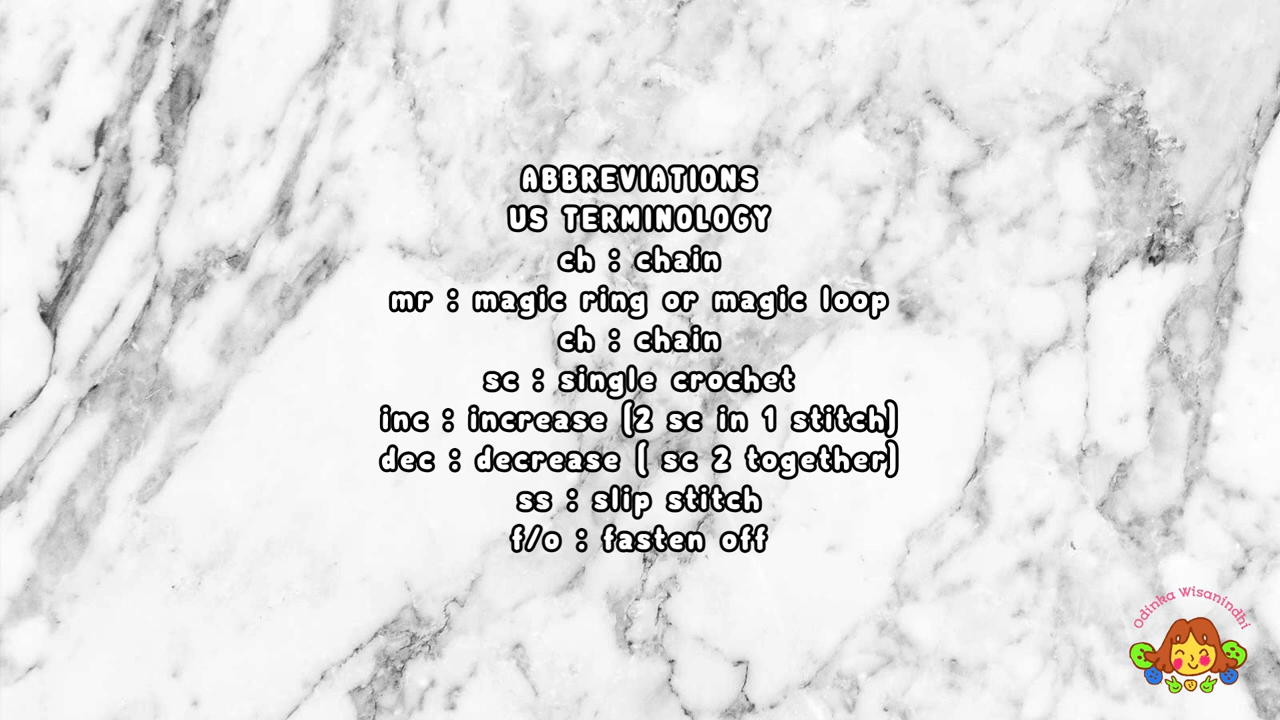 ABBREVIATIONS
US TERMINOLOGY
ch : chain
mr : magic ring or magic loop
ch : chain
sc : single crochet
inc : increase (2 sc in 1 stitch)
dec : decrease ( sc 2 together)
ss : slip stitch
f/o : fasten off
Odinka Wisanindhi